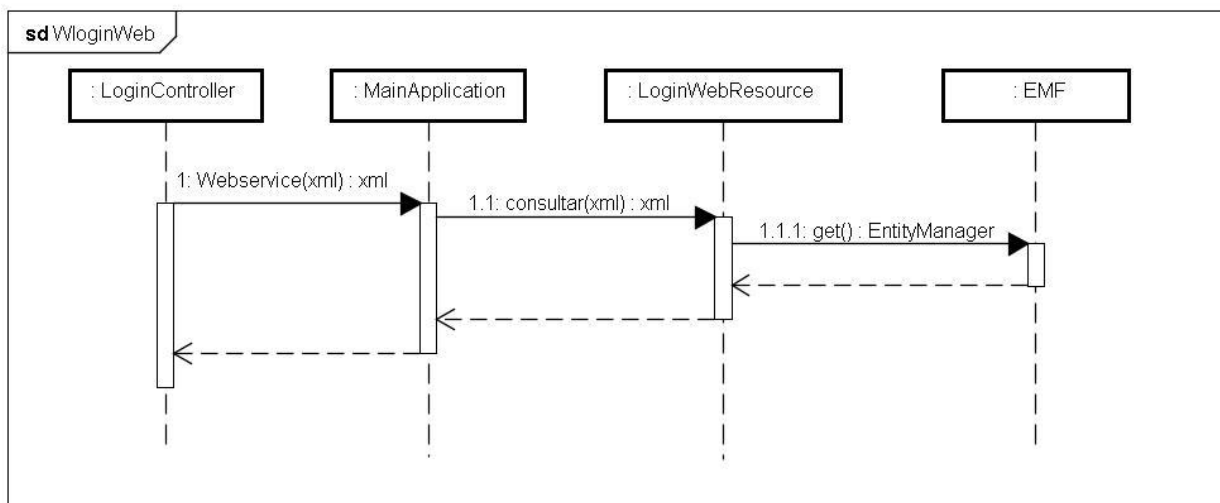 sd WloginWeb
: LoginController
: MainApplication
: LoginWebResource
: EMF
1: Webservice(xml) : xml
1.1: consultar(xml) : xml
1.1.1: get() : EntityManager